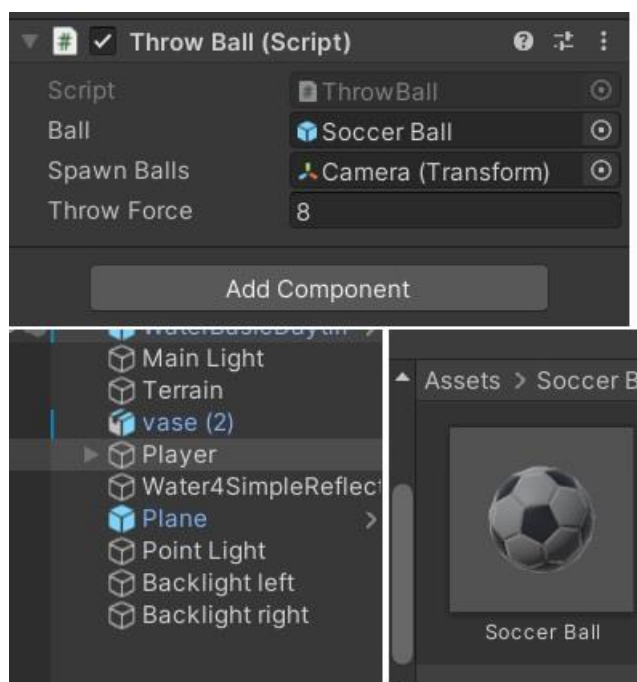 Throw Ball (Script)
Script ThrowBall
Ball Soccer Ball
Spawn Balls Camera (Transform)
Throw Force 8
Add Component
Main Light
Terrain
vase (2)
Player
Water4SimpleReflect
Plane
Point Light
Backlight left
Backlight right
Assets > Soccer B
Soccer Ball